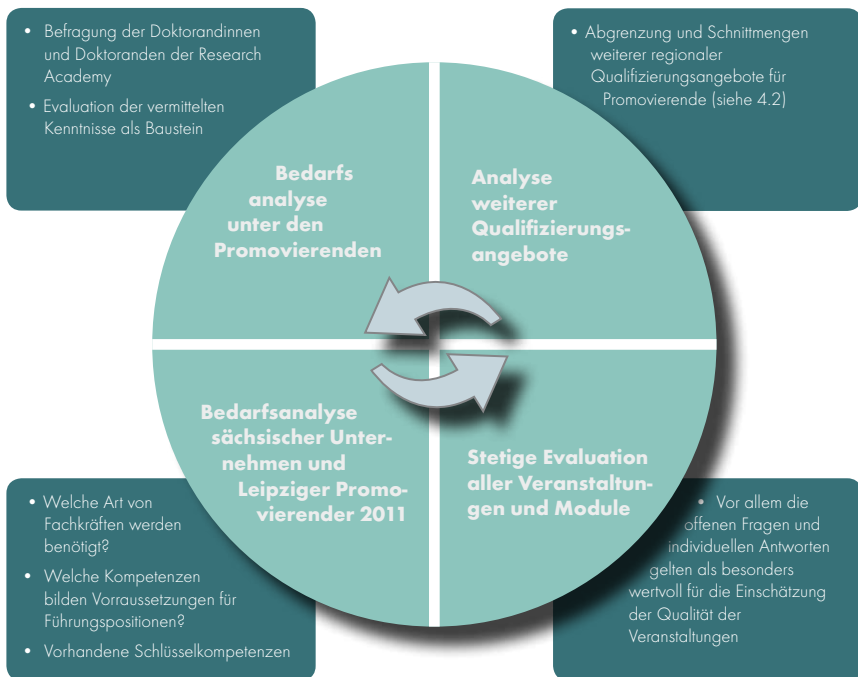 • Befragung der Doktorandinnen
und Doktoranden der Research
Academy
• Evaluation der vermittelten
Kenntnisse als Baustein
• Abgrenzung und Schnittmengen
weiterer regionaler
Qualifizierungsangebote für
Promovierende (siehe 4.2)
Bedarfs
analyse
unter den
Promovierenden
Analyse
weiterer
Qualifizierungs-
angebote
Bedarfsanalyse
sächsischer Unter-
nehmen und
Leipziger Promo-
vierender 2011
Stetige Evaluation
aller Veranstaltun-
gen und Module
• Welche Art von
Fachkräften werden
benötigt?
• Welche Kompetenzen
bilden Vorraussetzungen für
Führungspositionen?
• Vorhandene Schlüsselkompetenzen
• Vor allem die
offenen Fragen und
individuellen Antworten
gelten als besonders
wertvoll für die Einschätzung
der Qualität der
Veranstaltungen